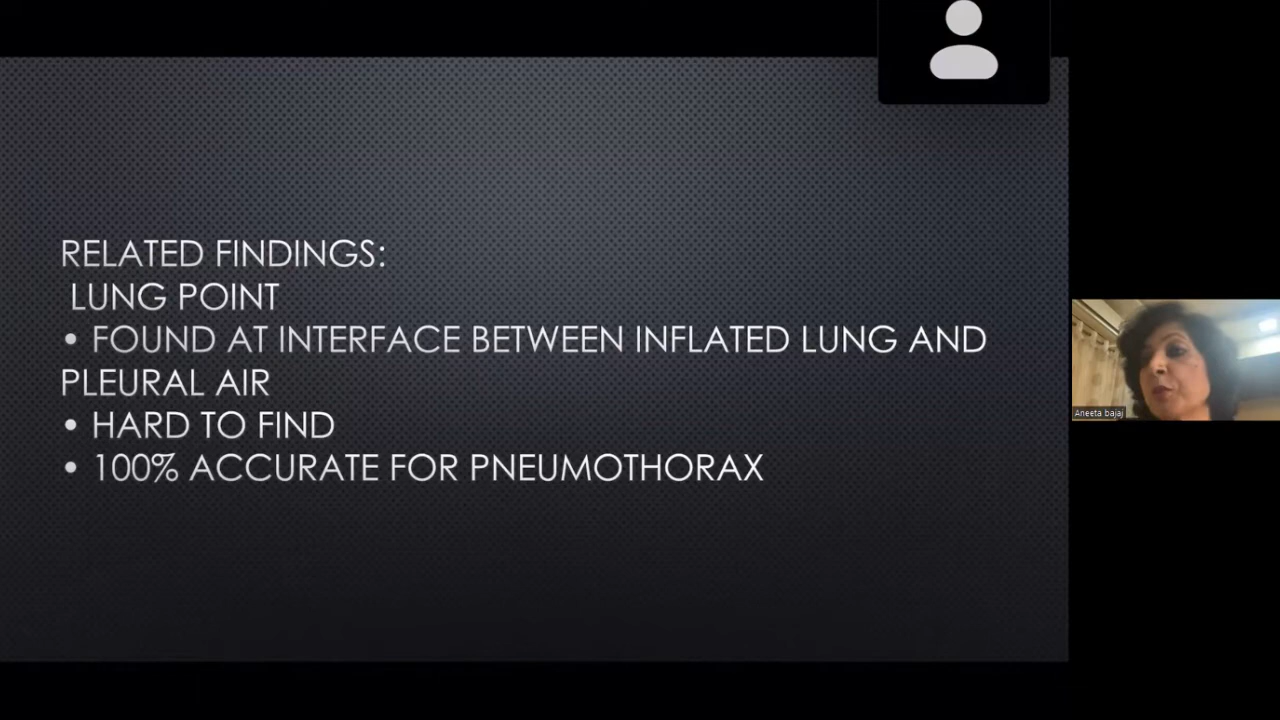 RELATED FINDINGS:
LUNG POINT
• FOUND AT INTERFACE BETWEEN INFLATED LUNG AND
PLEURAL AIR
• HARD TO FIND
• 100% ACCURATE FOR PNEUMOTHORAX
Aneeta bajaj